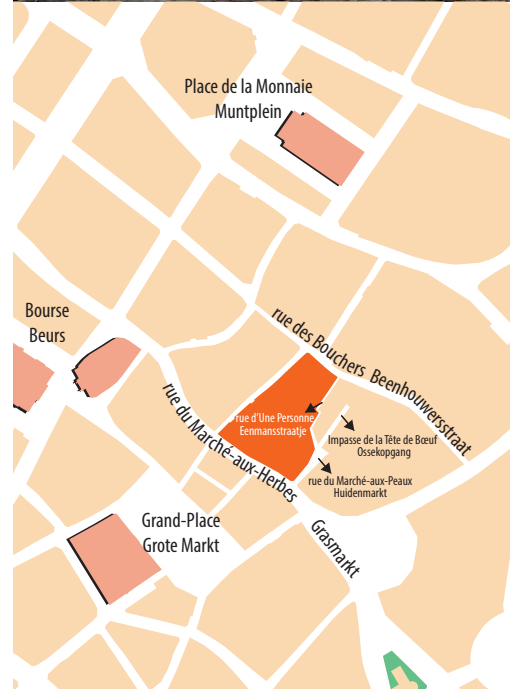 Place de la Monnaie
Muntplein
Bourse
Beurs
rue des Bouchers Beenhouwersstraat
rue du Marché-aux-Herbes
Grasmarkt
rue d'Une Personne
Eenmansstraatje
Impasse de la Tête de Bœuf
Ossekopgang
rue du Marché-aux-Peaux
Huidenmarkt
Grand-Place
Grote Markt